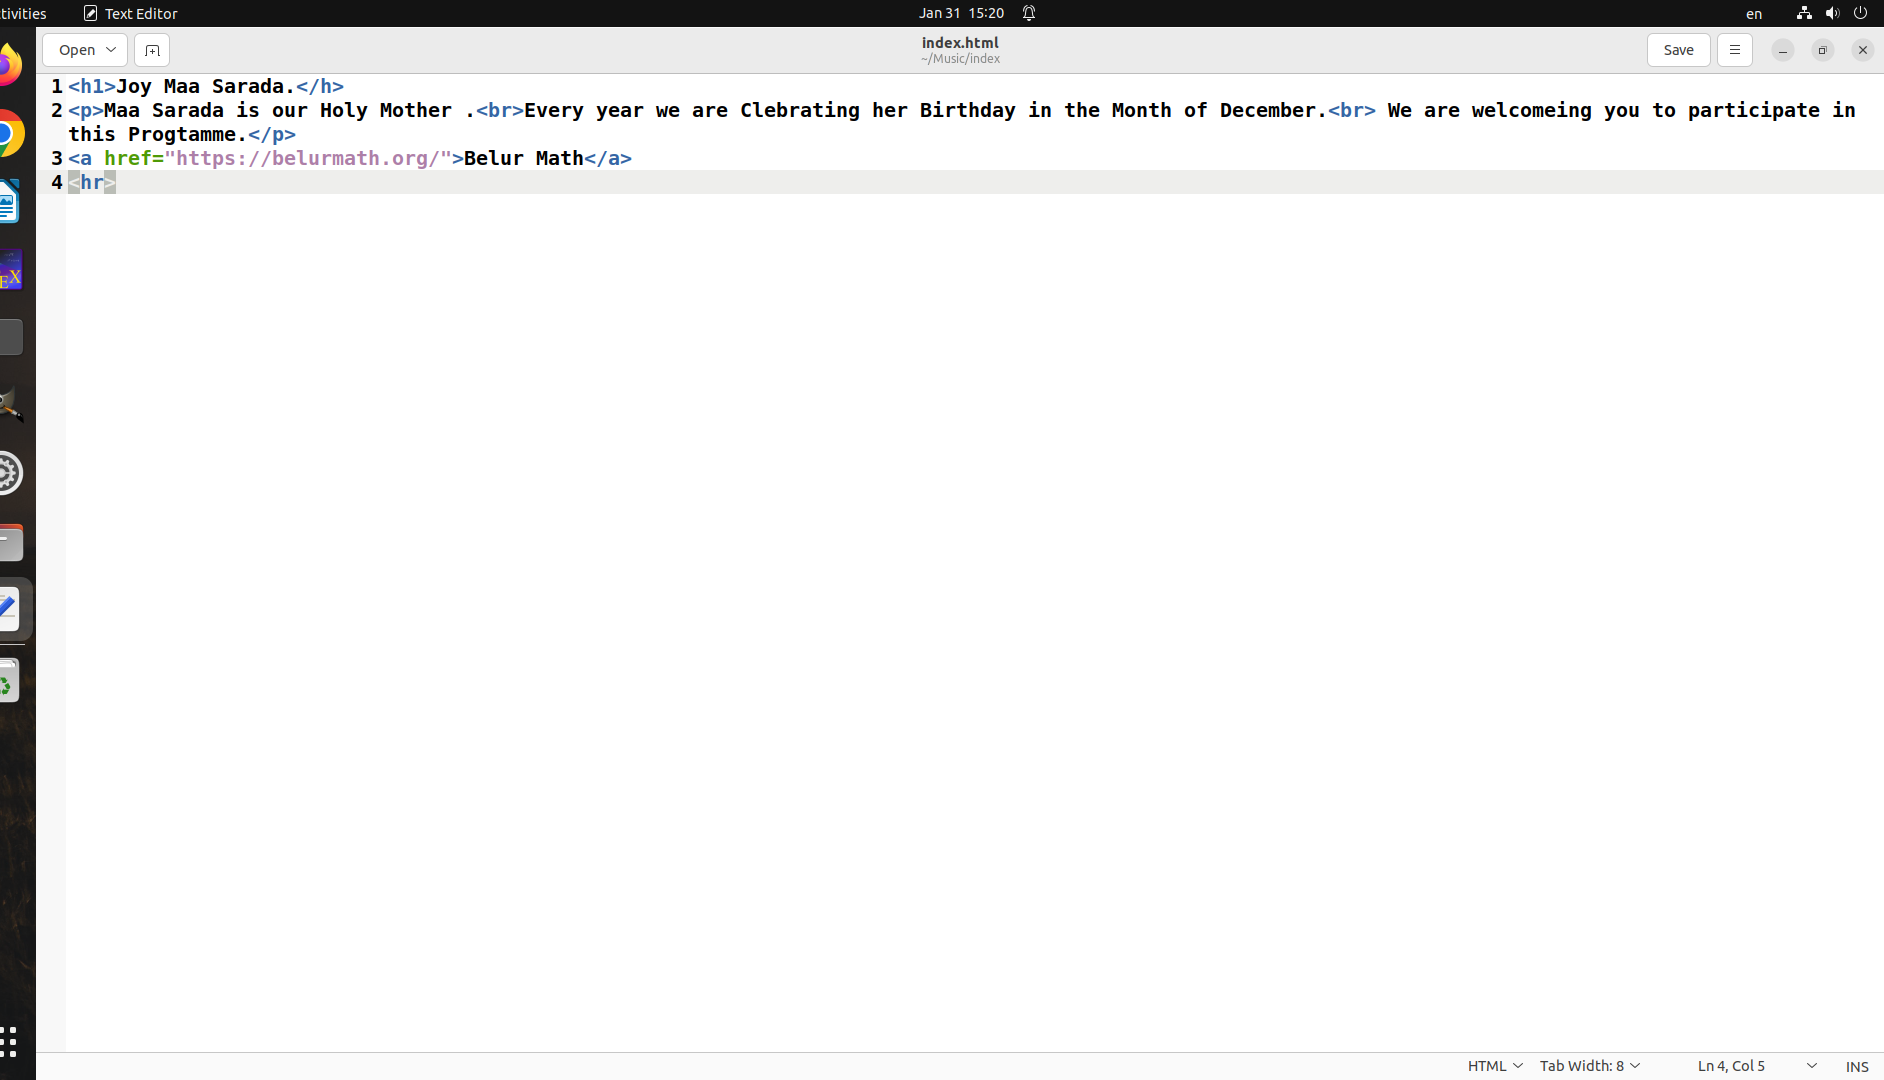 tivities Text Editor Jan 31 15:20 en
Open index.html Save
~/Music/index
1 <h1>Joy Maa Sarada.</h>
2 <p>Maa Sarada is our Holy Mother .<br>Every year we are Clebrating her Birthday in the Month of December.<br> We are welcomeing you to participate in
this Progtamme.</p>
3 <a href="https://belurmath.org/">Belur Math</a>
4 <hr>
HTML Tab Width: 8 Ln 4, Col 5 INS